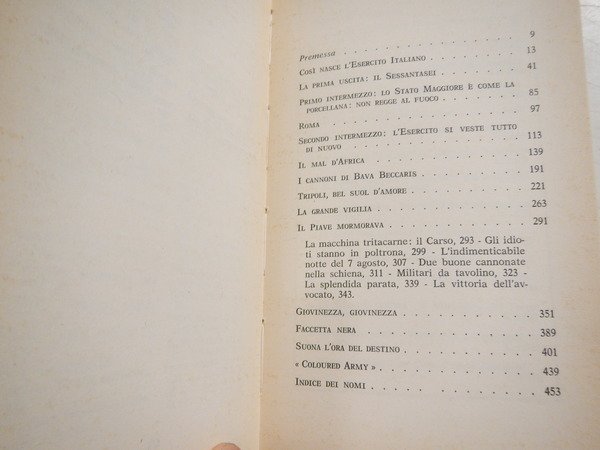 Premessa . . . . . . . . . . . . . . 9
Così nasce l'Esercito Italiano . . . . . . . 13
La prima uscita: il Sessantasei . . . . . . . 41
Primo intermezzo: lo Stato Maggiore è come la
porcellana: non regge al fuoco . . . . . . . 85
Roma . . . . . . . . . . . . . . 97
Secondo intermezzo: l'Esercito si veste tutto
di nuovo . . . . . . . . . . . . . 113
Il mal d'Africa . . . . . . . . . . . . 139
I cannoni di Bava Beccaris . . . . . . . . 191
Tripoli, bel suol d'amore . . . . . . . . . 221
La grande vigilia . . . . . . . . . . . 263
Il Piave mormorava . . . . . . . . . . 291
La macchina tritacarne: il Carso, 293 - Gli idio-
ti stanno in poltrona, 299 - L'indimenticabile
notte del 7 agosto, 307 - Due buone cannonate
nella schiena, 311 - Militari da tavolino, 323 -
La splendida parata, 339 - La vittoria dell'av-
vocato, 343.
Giovinezza, giovinezza . . . . . . . . . 351
Faccetta nera . . . . . . . . . . . . 389
Suona l'ora del destino . . . . . . . . . 401
« Coloured Army » . . . . . . . . . . . 439
Indice dei nomi . . . . . . . . . . . 453